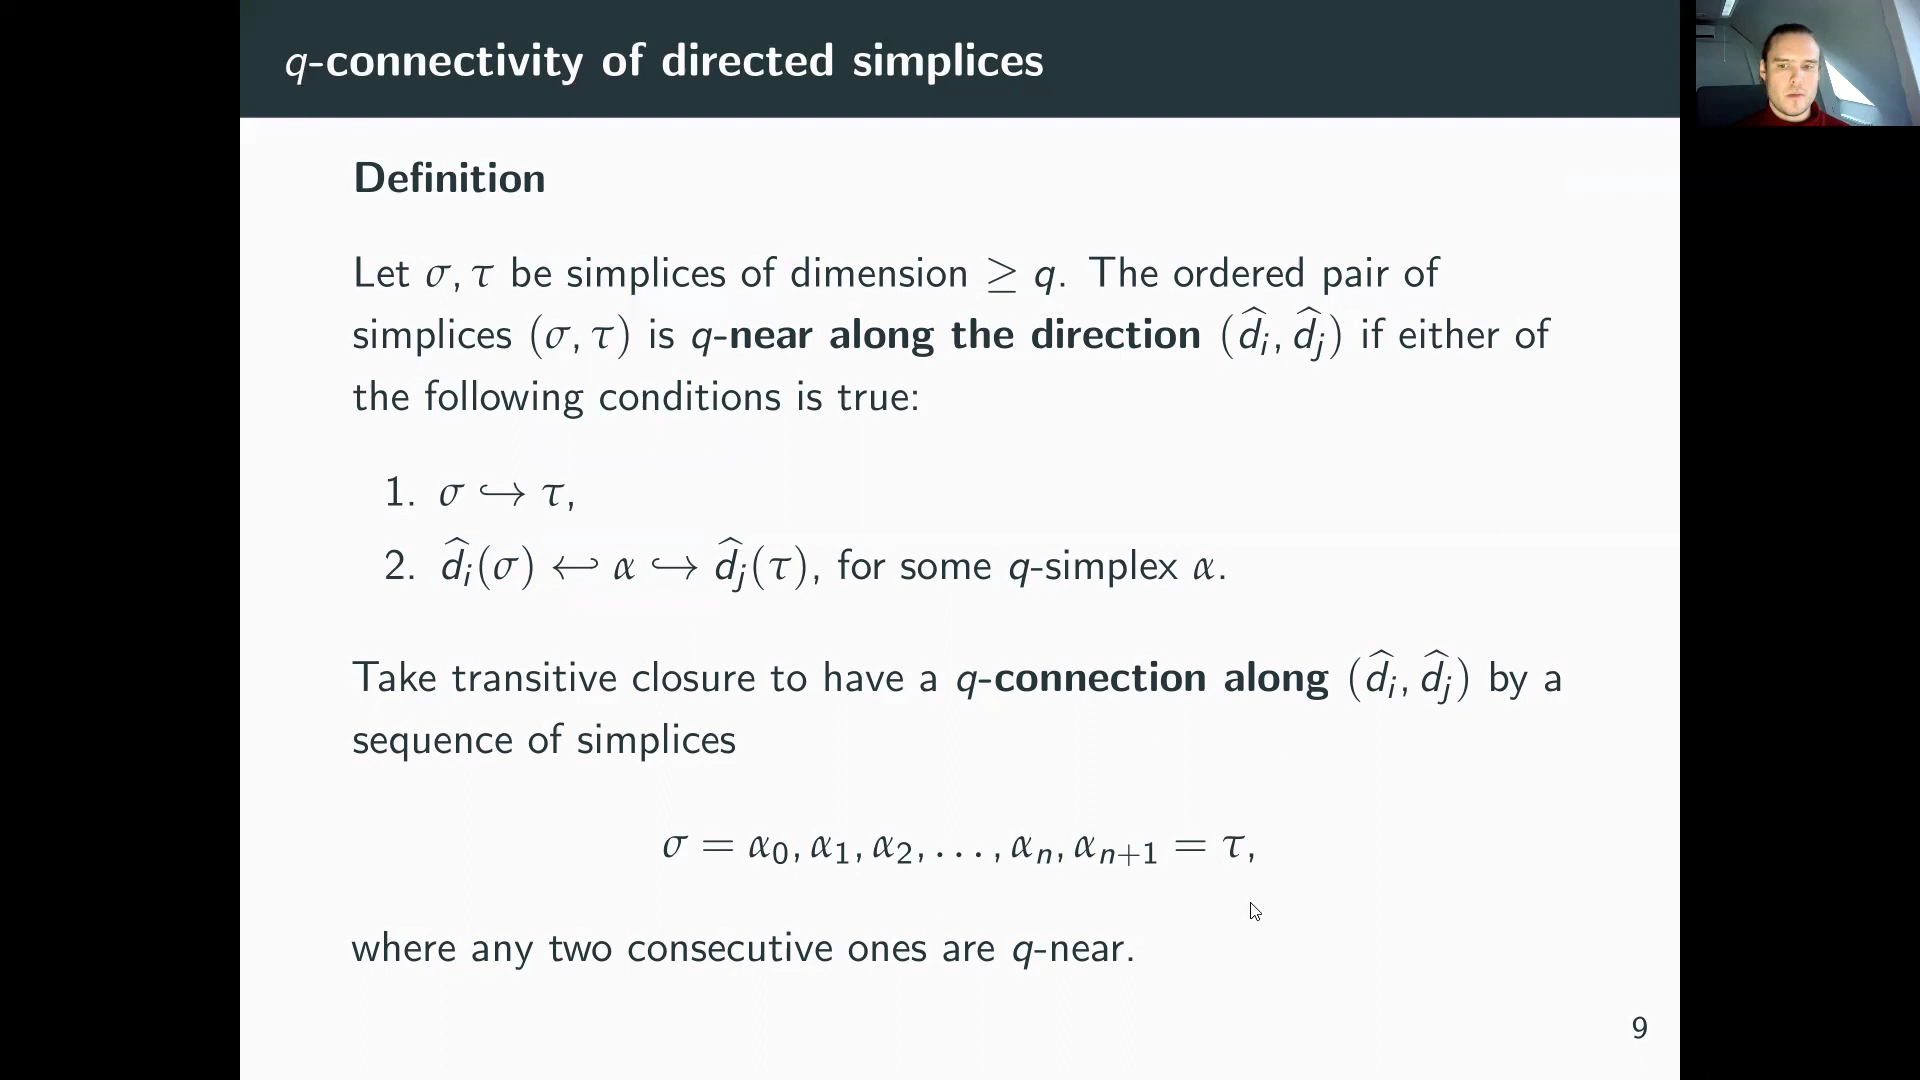 q-connectivity of directed simplices
Definition
Let σ, τ be simplices of dimension ≥ q. The ordered pair of
simplices (σ, τ) is q-near along the direction (d̂ᵢ, d̂ⱼ) if either of
the following conditions is true:
1. σ ↪ τ,
2. d̂ᵢ(σ) ↩ α ↪ d̂ⱼ(τ), for some q-simplex α.
Take transitive closure to have a q-connection along (d̂ᵢ, d̂ⱼ) by a
sequence of simplices
σ = α₀, α₁, α₂, . . . , αₙ, αₙ₊₁ = τ,
where any two consecutive ones are q-near.
9